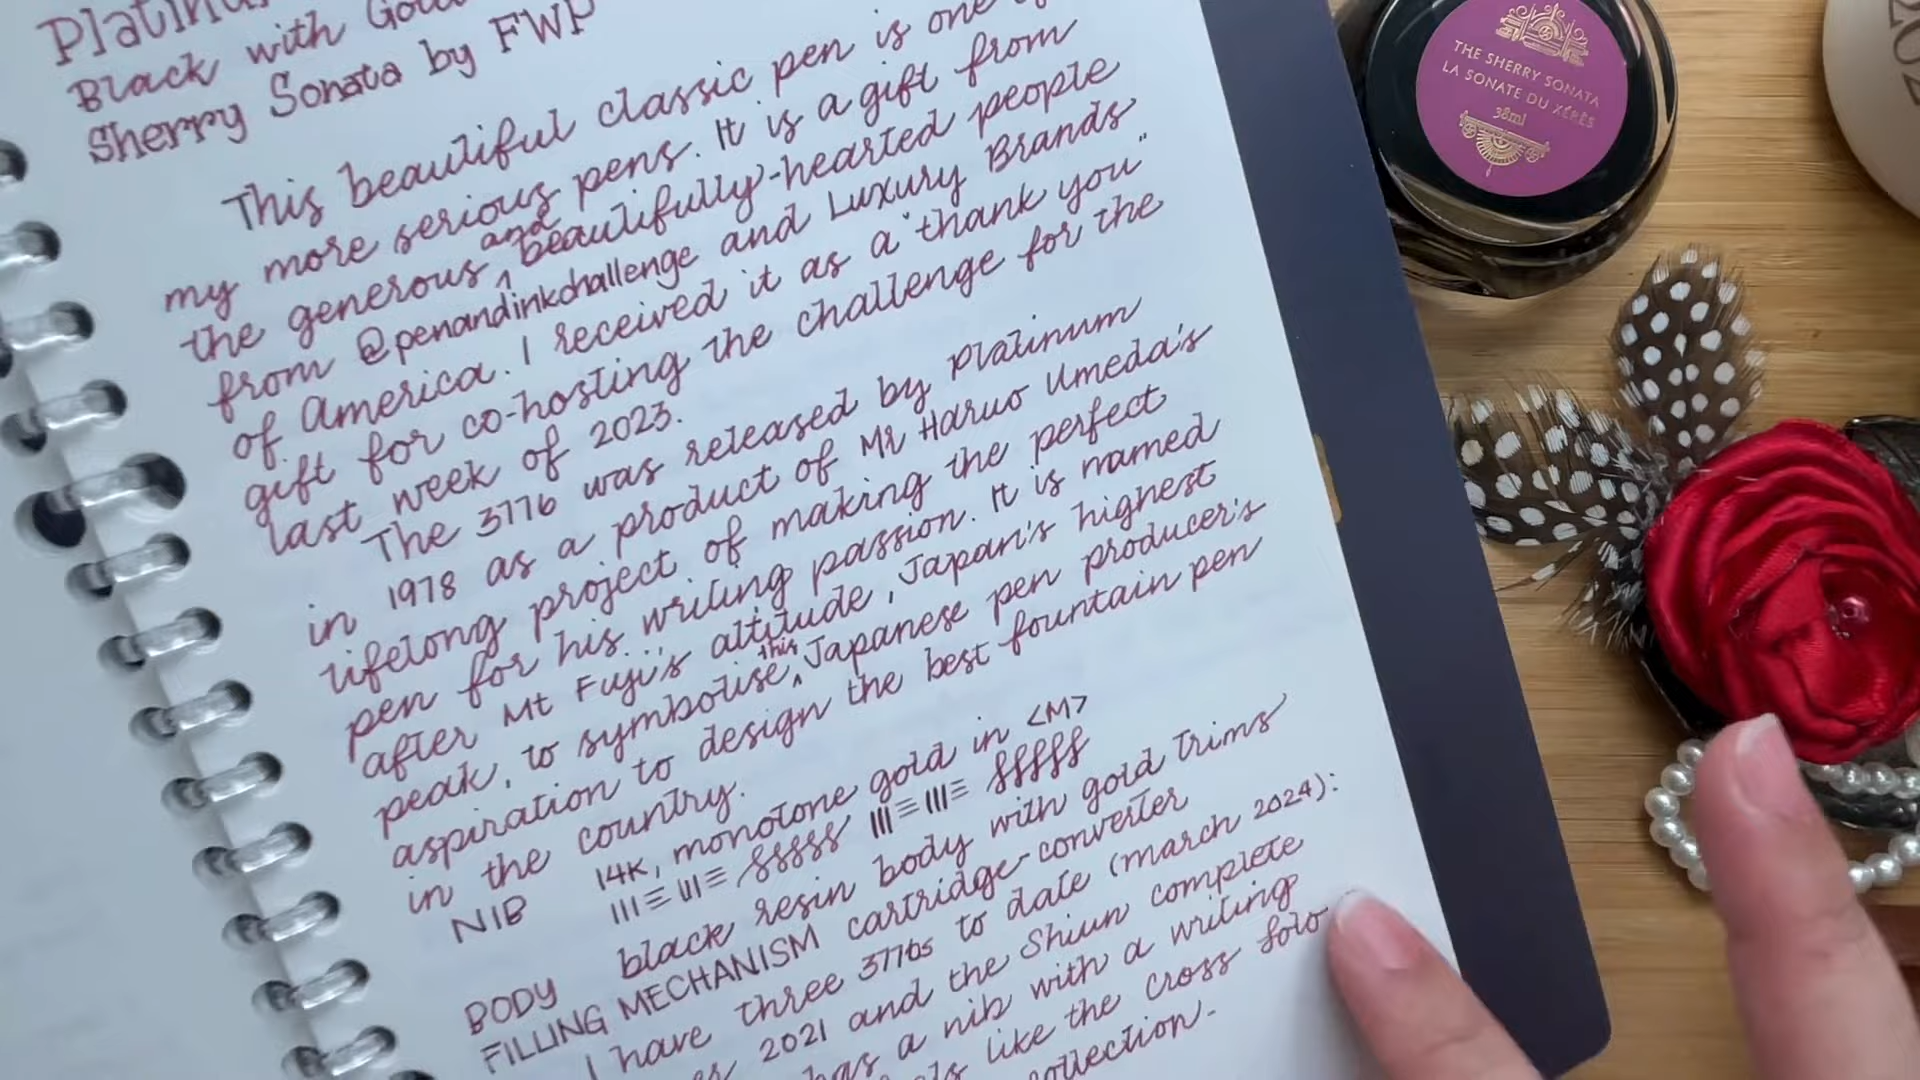 Platinum
Black with Gold
Sherry Sonata by FWP
This beautiful classic pen is one
my more serious pens. It is a gift from
the generous and beautifully-hearted people
from @penandinkchallenge and Luxury Brands
of America. I received it as a "thank you"
gift for co-hosting the challenge for the
last week of 2023.
The 3776 was released by Platinum
in 1978 as a product of Mr Haruo Umeda's
lifelong project of making the perfect
pen for his writing passion. It is named
after Mt Fuji's altitude, Japan's highest
peak, to symbolise this Japanese pen producer's
aspiration to design the best fountain pen
in the country.
NIB 14K, monotone gold in <M>
BODY black resin body with gold trims
FILLING MECHANISM cartridge-converter
I have three 3776s to date (March 2024):
2021 and the Shiun complete
has a nib with a writing
like the cross solo
collection.
THE SHERRY SONATA
LA SONATE DU XÉRÈS
38ml
202